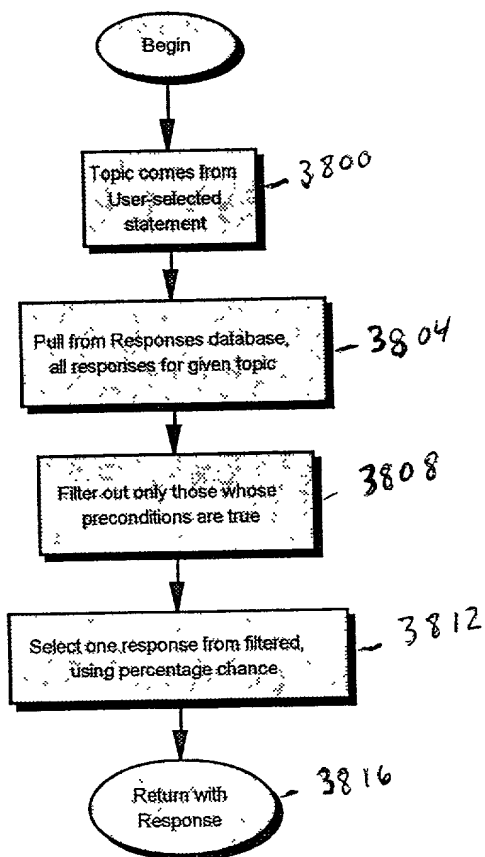 Begin
Topic comes from
User-selected
statement
3800
Pull from Responses database,
all responses for given topic
3804
Filter out only those whose
preconditions are true
3808
Select one response from filtered,
using percentage chance
3812
Return with
Response
3816